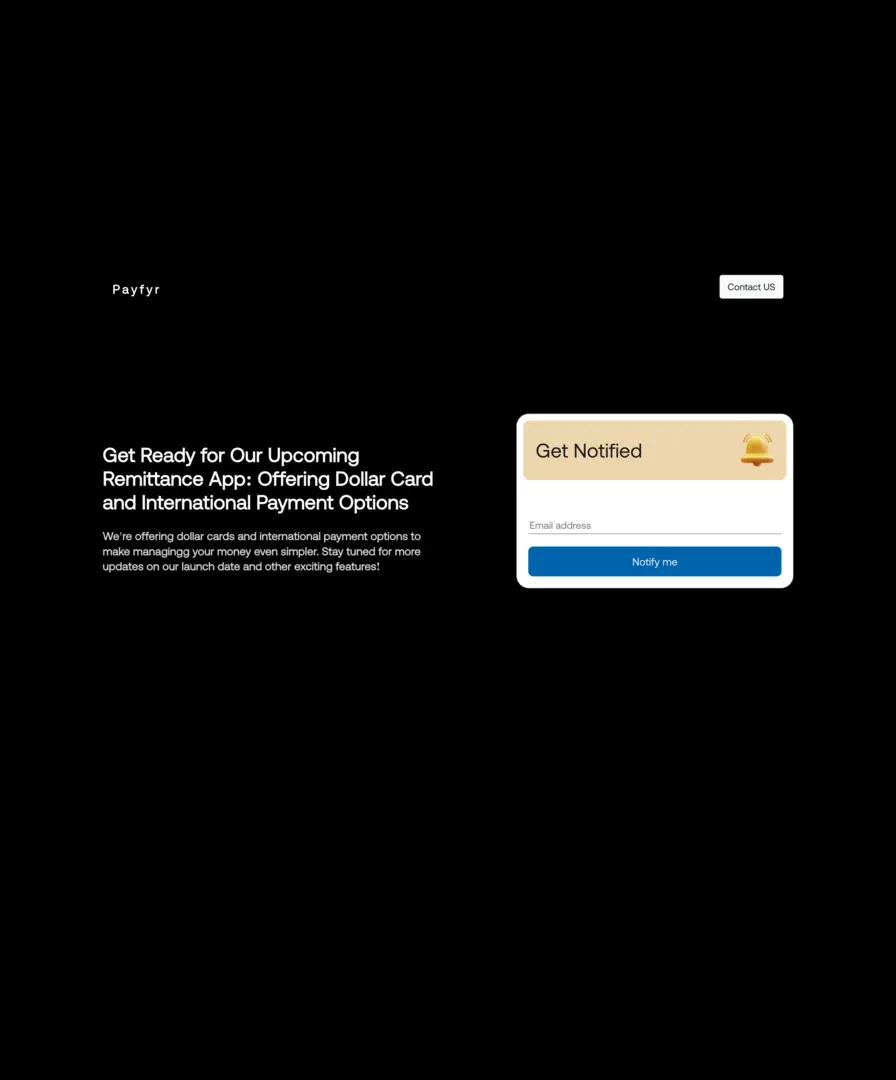 Payfyr
Contact US
Get Ready for Our Upcoming
Remittance App: Offering Dollar Card
and International Payment Options
We're offering dollar cards and international payment options to
make managingg your money even simpler. Stay tuned for more
updates on our launch date and other exciting features!
Get Notified
Email address
Notify me